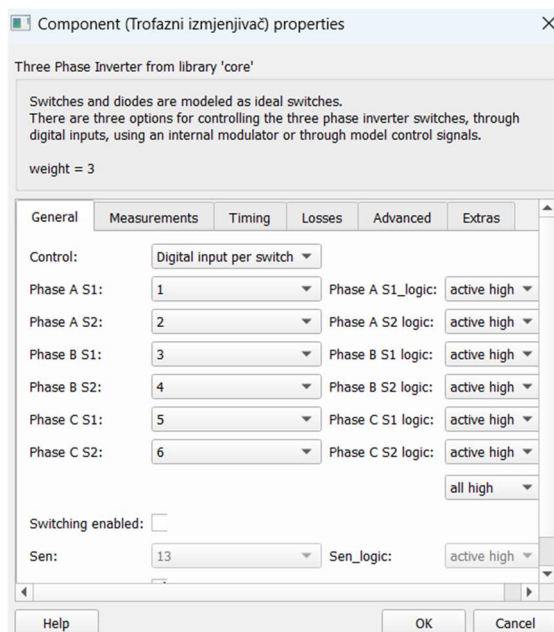 Component (Trofazni izmjenjivač) properties
Three Phase Inverter from library 'core'
Switches and diodes are modeled as ideal switches.
There are three options for controlling the three phase inverter switches, through
digital inputs, using an internal modulator or through model control signals.
weight = 3
General Measurements Timing Losses Advanced Extras
Control: Digital input per switch
Phase A S1: 1 Phase A S1_logic: active high
Phase A S2: 2 Phase A S2 logic: active high
Phase B S1: 3 Phase B S1 logic: active high
Phase B S2: 4 Phase B S2 logic: active high
Phase C S1: 5 Phase C S1 logic: active high
Phase C S2: 6 Phase C S2 logic: active high
all high
Switching enabled:
Sen: 13 Sen_logic: active high
Help OK Cancel